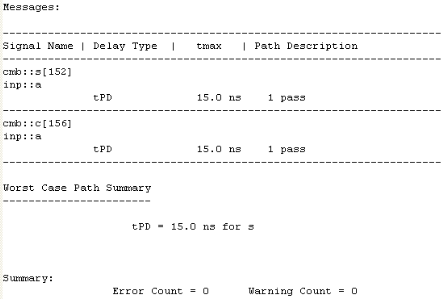 Messages:
--------------------------------------------------------------------
Signal Name | Delay Type  |   tmax   | Path Description
--------------------------------------------------------------------
cmb::s[152]
inp::a
tPD 15.0 ns 1 pass
--------------------------------------------------------------------
cmb::c[156]
inp::a
tPD 15.0 ns 1 pass
--------------------------------------------------------------------
Worst Case Path Summary
-----------------------
tPD = 15.0 ns for s
Summary:
Error Count = 0 Warning Count = 0